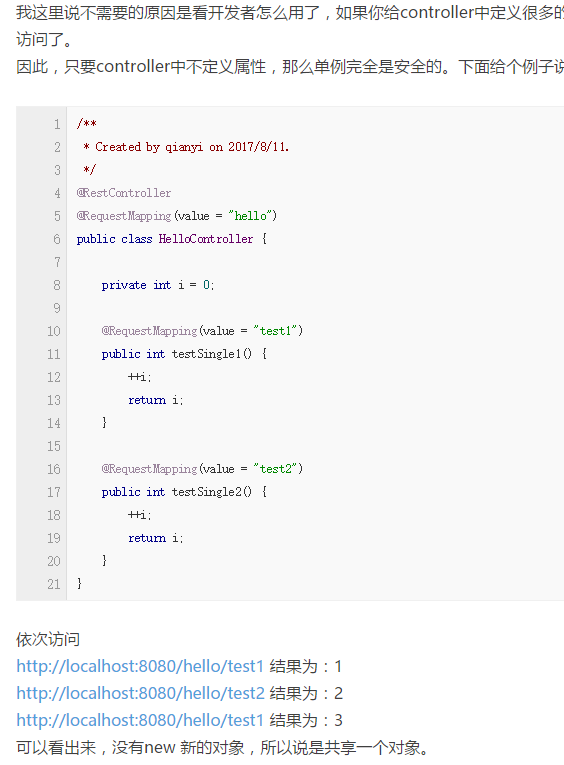 我这里说不需要的原因是看开发者怎么用了，如果你给controller中定义很多的
访问了。
因此，只要controller中不定义属性，那么单例完全是安全的。下面给个例子说
1 /**
2  * Created by qianyi on 2017/8/11.
3  */
4 @RestController
5 @RequestMapping(value = "hello")
6 public class HelloController {
7
8     private int i = 0;
9
10     @RequestMapping(value = "test1")
11     public int testSingle1() {
12         ++i;
13         return i;
14     }
15
16     @RequestMapping(value = "test2")
17     public int testSingle2() {
18         ++i;
19         return i;
20     }
21 }
依次访问
http://localhost:8080/hello/test1 结果为：1
http://localhost:8080/hello/test2 结果为：2
http://localhost:8080/hello/test1 结果为：3
可以看出来，没有new 新的对象，所以说是共享一个对象。